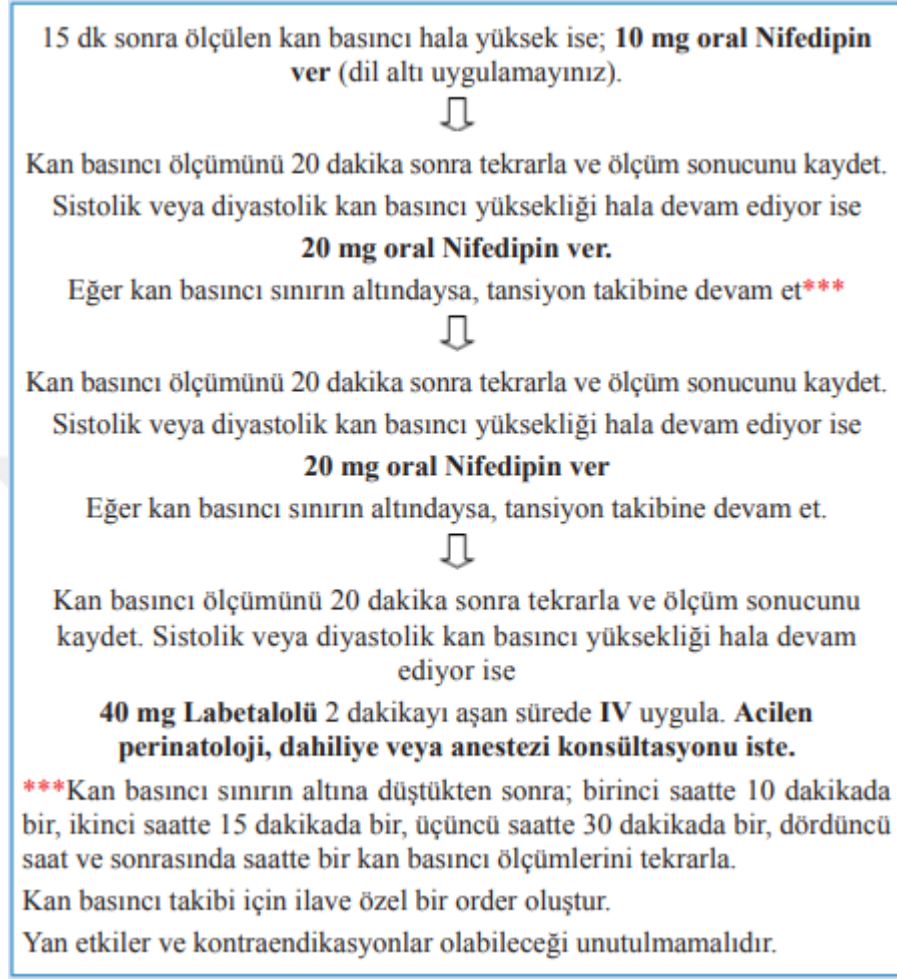 15 dk sonra ölçülen kan basıncı hala yüksek ise; 10 mg oral Nifedipin
ver (dil altı uygulamayınız).
Kan basıncı ölçümünü 20 dakika sonra tekrarla ve ölçüm sonucunu kaydet.
Sistolik veya diyastolik kan basıncı yüksekliği hala devam ediyor ise
20 mg oral Nifedipin ver.
Eğer kan basıncı sınırın altındaysa, tansiyon takibine devam et***
Kan basıncı ölçümünü 20 dakika sonra tekrarla ve ölçüm sonucunu kaydet.
Sistolik veya diyastolik kan basıncı yüksekliği hala devam ediyor ise
20 mg oral Nifedipin ver
Eğer kan basıncı sınırın altındaysa, tansiyon takibine devam et.
Kan basıncı ölçümünü 20 dakika sonra tekrarla ve ölçüm sonucunu
kaydet. Sistolik veya diyastolik kan basıncı yüksekliği hala devam
ediyor ise
40 mg Labetalolü 2 dakikayı aşan sürede IV uygula. Acilen
perinatoloji, dahiliye veya anestezi konsültasyonu iste.
***Kan basıncı sınırın altına düştükten sonra; birinci saatte 10 dakikada
bir, ikinci saatte 15 dakikada bir, üçüncü saatte 30 dakikada bir, dördüncü
saat ve sonrasında saatte bir kan basıncı ölçümlerini tekrarla.
Kan basıncı takibi için ilave özel bir order oluştur.
Yan etkiler ve kontraendikasyonlar olabileceği unutulmamalıdır.